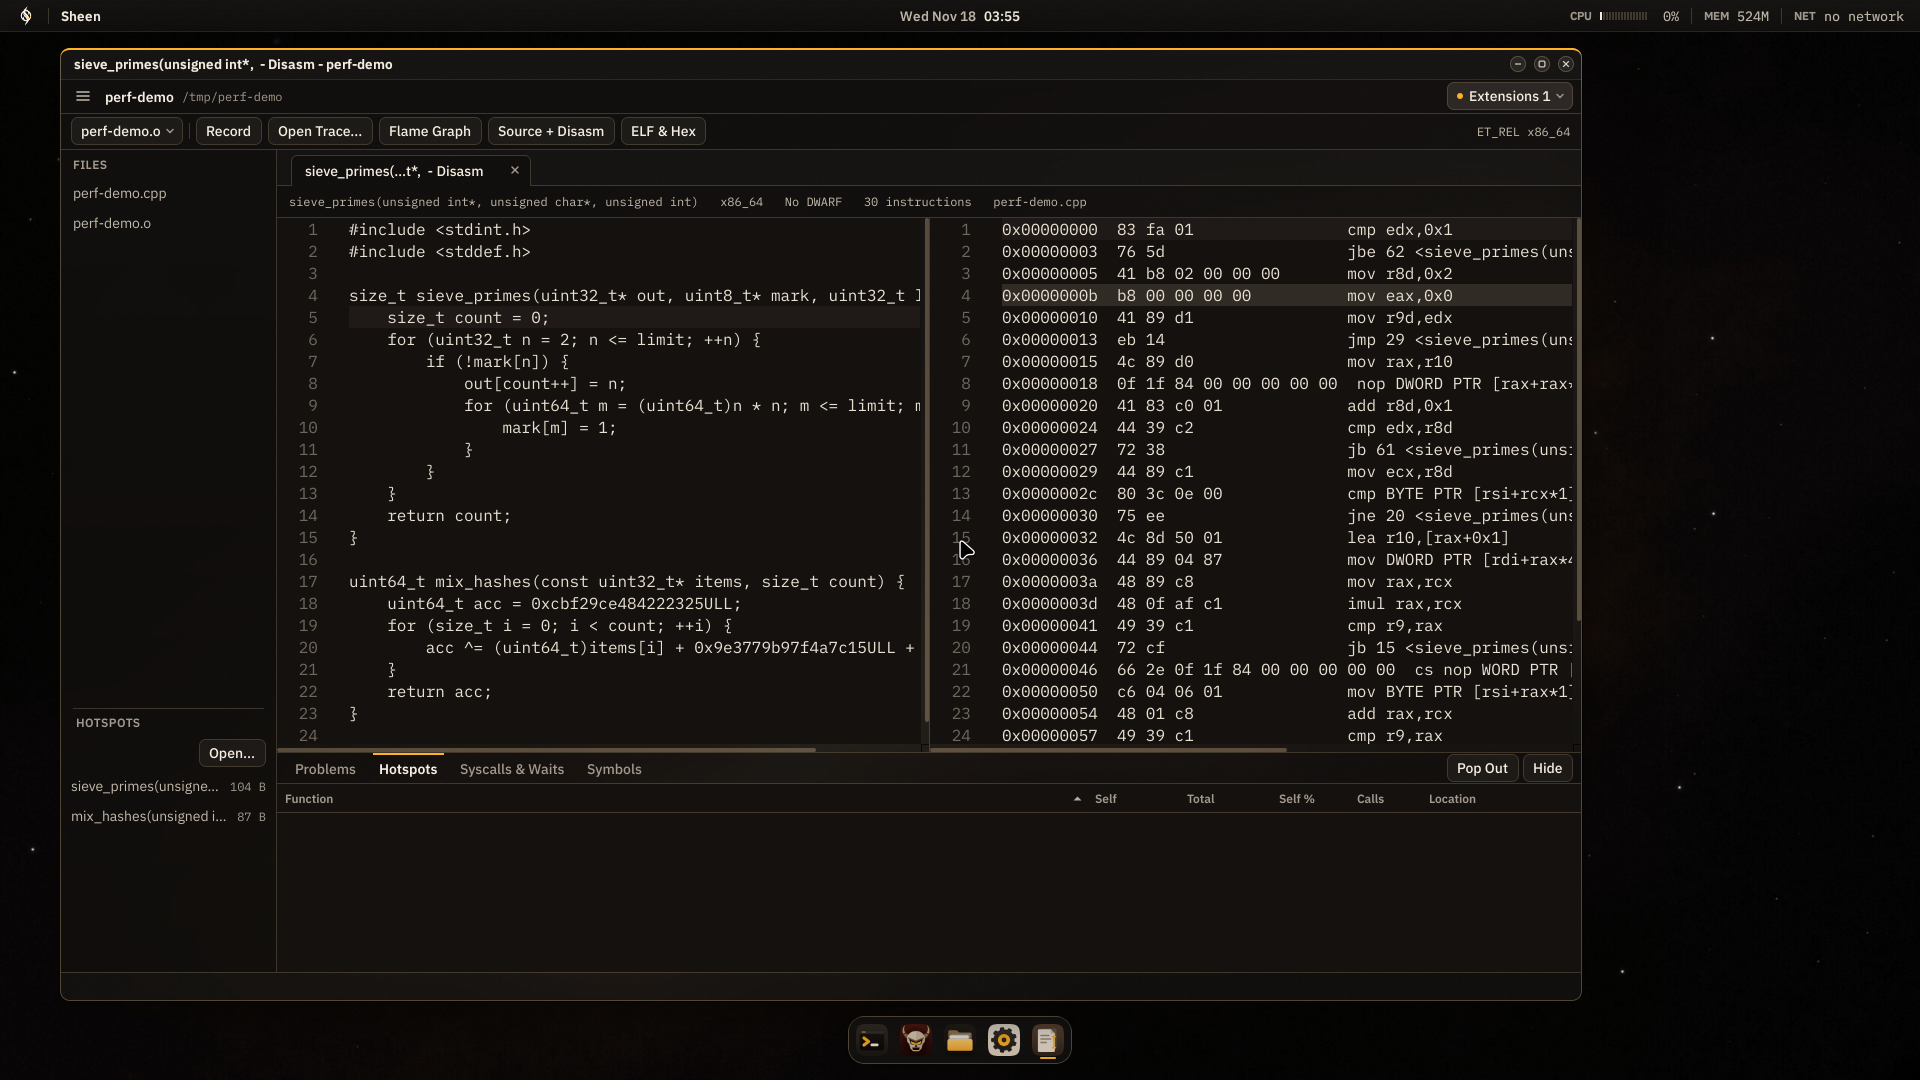 Sheen
Wed Nov 18 03:55
CPU 0% MEM 524M NET no network
sieve_primes(unsigned int*, - Disasm - perf-demo
perf-demo /tmp/perf-demo
Extensions 1
perf-demo.o Record Open Trace... Flame Graph Source + Disasm ELF & Hex
ET_REL x86_64
FILES
perf-demo.cpp
perf-demo.o
HOTSPOTS
Open...
sieve_primes(unsigne... 104 B
mix_hashes(unsigned i... 87 B
sieve_primes(...t*, - Disasm
sieve_primes(unsigned int*, unsigned char*, unsigned int) x86_64 No DWARF 30 instructions perf-demo.cpp
1 #include <stdint.h>
2 #include <stddef.h>
3
4 size_t sieve_primes(uint32_t* out, uint8_t* mark, uint32_t l
5 size_t count = 0;
6 for (uint32_t n = 2; n <= limit; ++n) {
7 if (!mark[n]) {
8 out[count++] = n;
9 for (uint64_t m = (uint64_t)n * n; m <= limit; m
10 mark[m] = 1;
11 }
12 }
13 }
14 return count;
15 }
16
17 uint64_t mix_hashes(const uint32_t* items, size_t count) {
18 uint64_t acc = 0xcbf29ce484222325ULL;
19 for (size_t i = 0; i < count; ++i) {
20 acc ^= (uint64_t)items[i] + 0x9e3779b97f4a7c15ULL +
21 }
22 return acc;
23 }
24
1 0x00000000 83 fa 01 cmp edx,0x1
2 0x00000003 76 5d jbe 62 <sieve_primes(uns
3 0x00000005 41 b8 02 00 00 00 mov r8d,0x2
4 0x0000000b b8 00 00 00 00 mov eax,0x0
5 0x00000010 41 89 d1 mov r9d,edx
6 0x00000013 eb 14 jmp 29 <sieve_primes(uns
7 0x00000015 4c 89 d0 mov rax,r10
8 0x00000018 0f 1f 84 00 00 00 00 00 nop DWORD PTR [rax+rax*
9 0x00000020 41 83 c0 01 add r8d,0x1
10 0x00000024 44 39 c2 cmp edx,r8d
11 0x00000027 72 38 jb 61 <sieve_primes(uns
12 0x00000029 44 89 c1 mov ecx,r8d
13 0x0000002c 80 3c 0e 00 cmp BYTE PTR [rsi+rcx*1]
14 0x00000030 75 ee jne 20 <sieve_primes(uns
15 0x00000032 4c 8d 50 01 lea r10,[rax+0x1]
16 0x00000036 44 89 04 87 mov DWORD PTR [rdi+rax*4
17 0x0000003a 48 89 c8 mov rax,rcx
18 0x0000003d 48 0f af c1 imul rax,rcx
19 0x00000041 49 39 c1 cmp r9,rax
20 0x00000044 72 cf jb 15 <sieve_primes(uns
21 0x00000046 66 2e 0f 1f 84 00 00 00 00 00 cs nop WORD PTR [
22 0x00000050 c6 04 06 01 mov BYTE PTR [rsi+rax*1]
23 0x00000054 48 01 c8 add rax,rcx
24 0x00000057 49 39 c1 cmp r9,rax
Problems Hotspots Syscalls & Waits Symbols
Pop Out Hide
Function Self Total Self % Calls Location